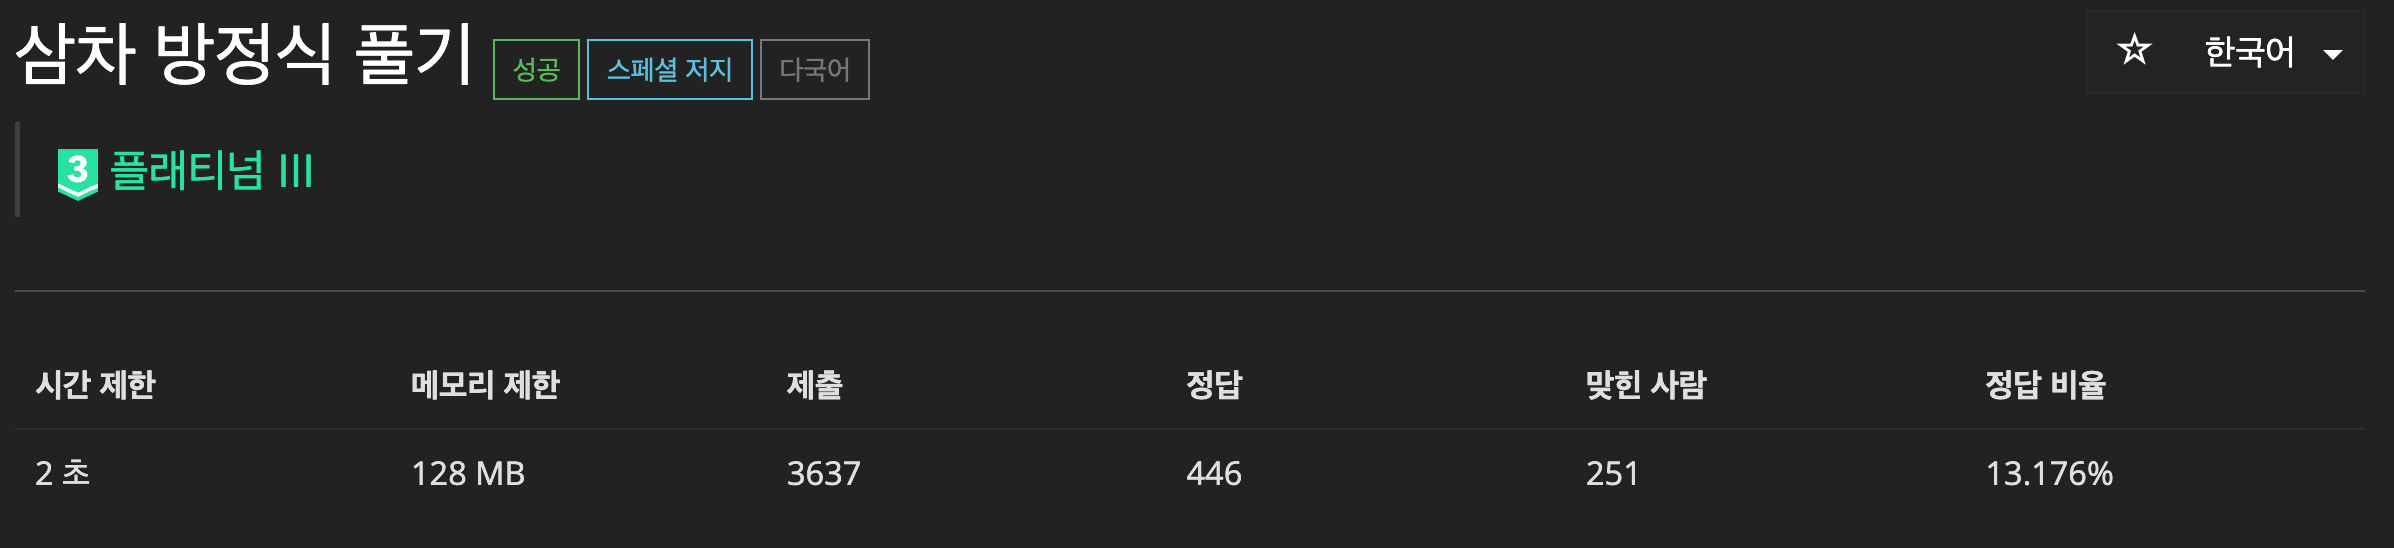 삼차 방정식 풀기 성공 스페셜 저지 다국어 한국어
3 플래티넘 III
시간 제한 메모리 제한 제출 정답 맞힌 사람 정답 비율
2 초 128 MB 3637 446 251 13.176%